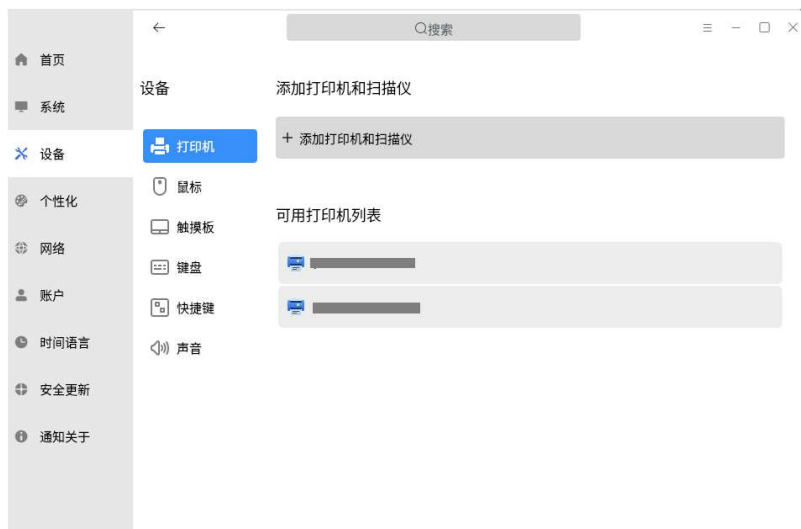 搜索
首页
系统
设备
个性化
网络
账户
时间语言
安全更新
通知关于
设备
打印机
鼠标
触摸板
键盘
快捷键
声音
添加打印机和扫描仪
+ 添加打印机和扫描仪
可用打印机列表